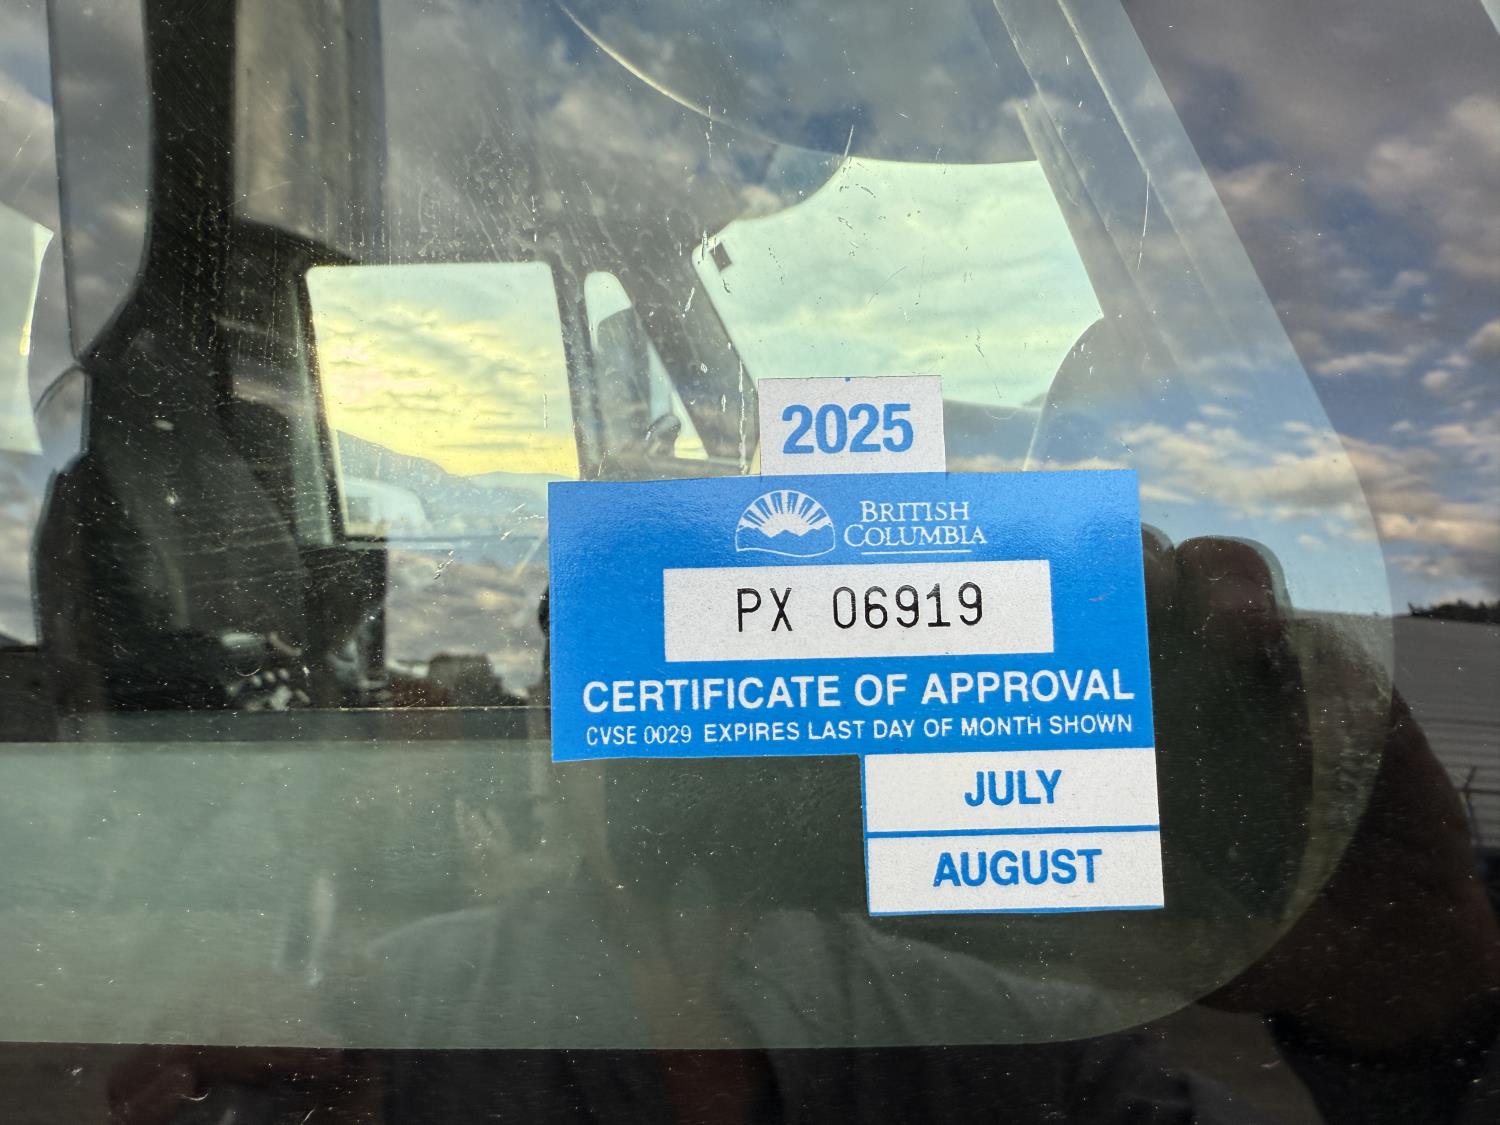 2025
BRITISH
COLUMBIA
PX 06919
CERTIFICATE OF APPROVAL
CVSE 0029 EXPIRES LAST DAY OF MONTH SHOWN
JULY
AUGUST